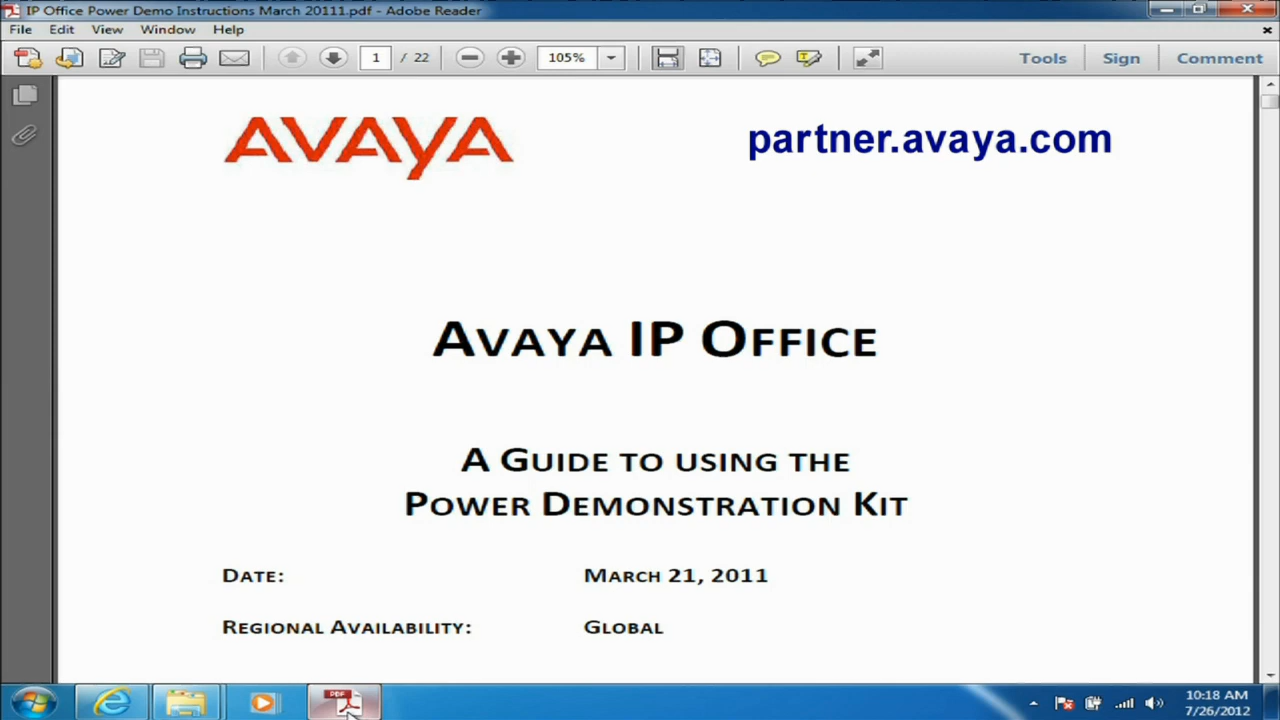 IP Office Power Demo Instructions March 20111.pdf - Adobe Reader
File Edit View Window Help
1 / 22 105% Tools Sign Comment
AVAYA partner.avaya.com
AVAYA IP OFFICE
A GUIDE TO USING THE
POWER DEMONSTRATION KIT
DATE: MARCH 21, 2011
REGIONAL AVAILABILITY: GLOBAL
PDF
10:18 AM
7/26/2012